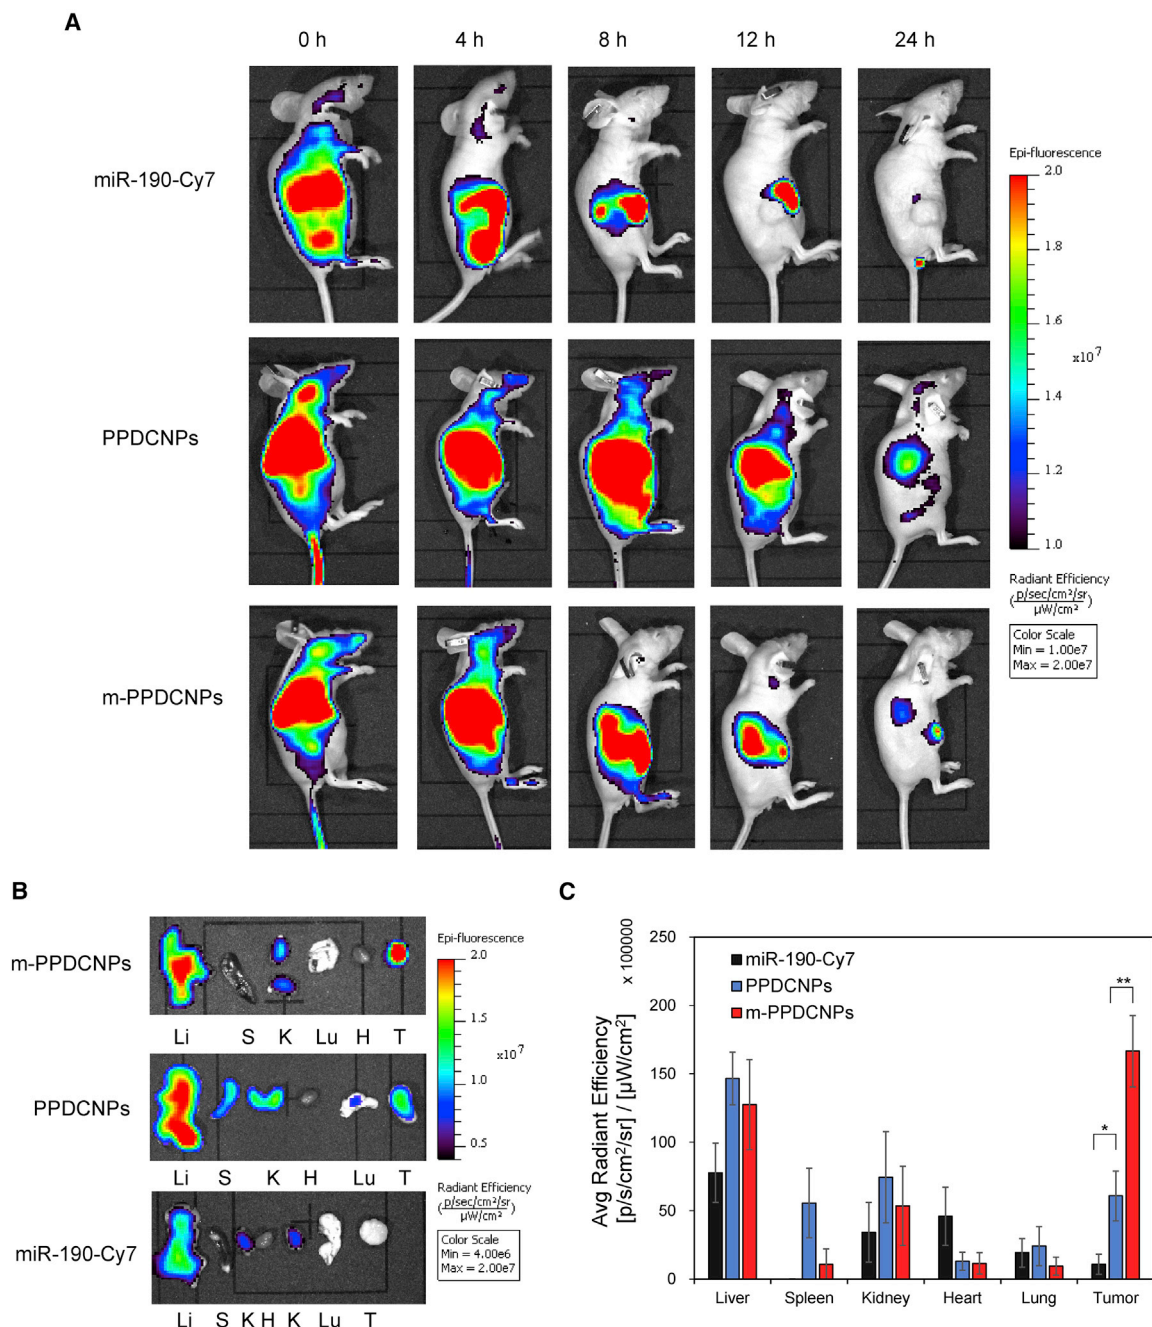 A
0 h
4 h
8 h
12 h
24 h
miR-190-Cy7
PPDCNPs
m-PPDCNPs
Epi-fluorescence
2.0
1.8
1.6
x10⁷
1.4
1.2
1.0
Radiant Efficiency
(p/sec/cm²/sr / µW/cm²)
Color Scale
Min = 1.00e7
Max = 2.00e7
B
m-PPDCNPs
Li S K Lu H T
PPDCNPs
Li S K H Lu T
miR-190-Cy7
Li S K H K Lu T
Epi-fluorescence
2.0
1.5
x10⁷
1.0
0.5
Radiant Efficiency
(p/sec/cm²/sr / µW/cm²)
Color Scale
Min = 4.00e6
Max = 2.00e7
C
Avg Radiant Efficiency
[p/s/cm²/sr] / [µW/cm²]
x 100000
250
200
150
100
50
0
miR-190-Cy7
PPDCNPs
m-PPDCNPs
**
*
Liver Spleen Kidney Heart Lung Tumor